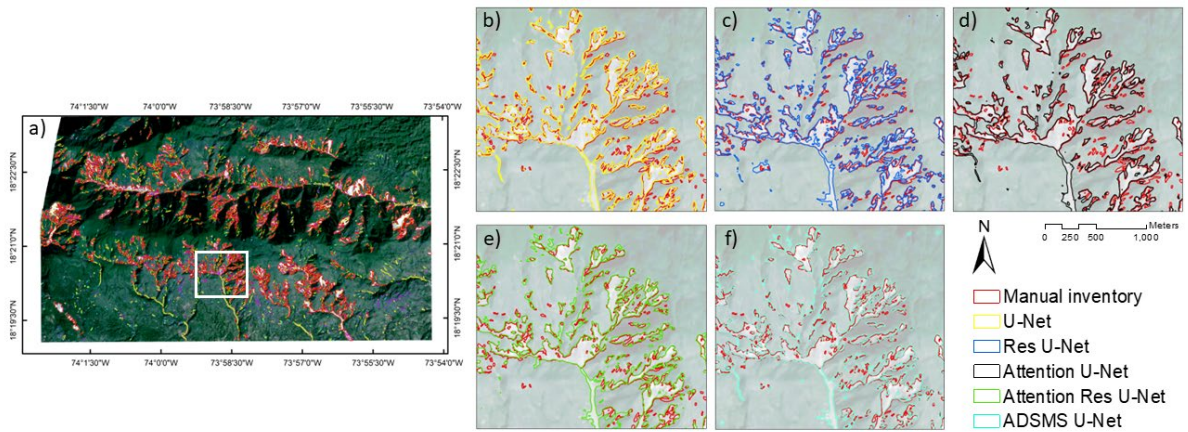 a)
74°1'30"W 74°0'0"W 73°58'30"W 73°57'0"W 73°55'30"W 73°54'0"W
18°22'30"N
18°22'30"N
18°21'0"N
18°21'0"N
18°19'30"N
18°19'30"N
74°1'30"W 74°0'0"W 73°58'30"W 73°57'0"W 73°55'30"W 73°54'0"W
b)
c)
d)
e)
f)
N
Meters
0 250 500 1,000
Manual inventory
U-Net
Res U-Net
Attention U-Net
Attention Res U-Net
ADSMS U-Net